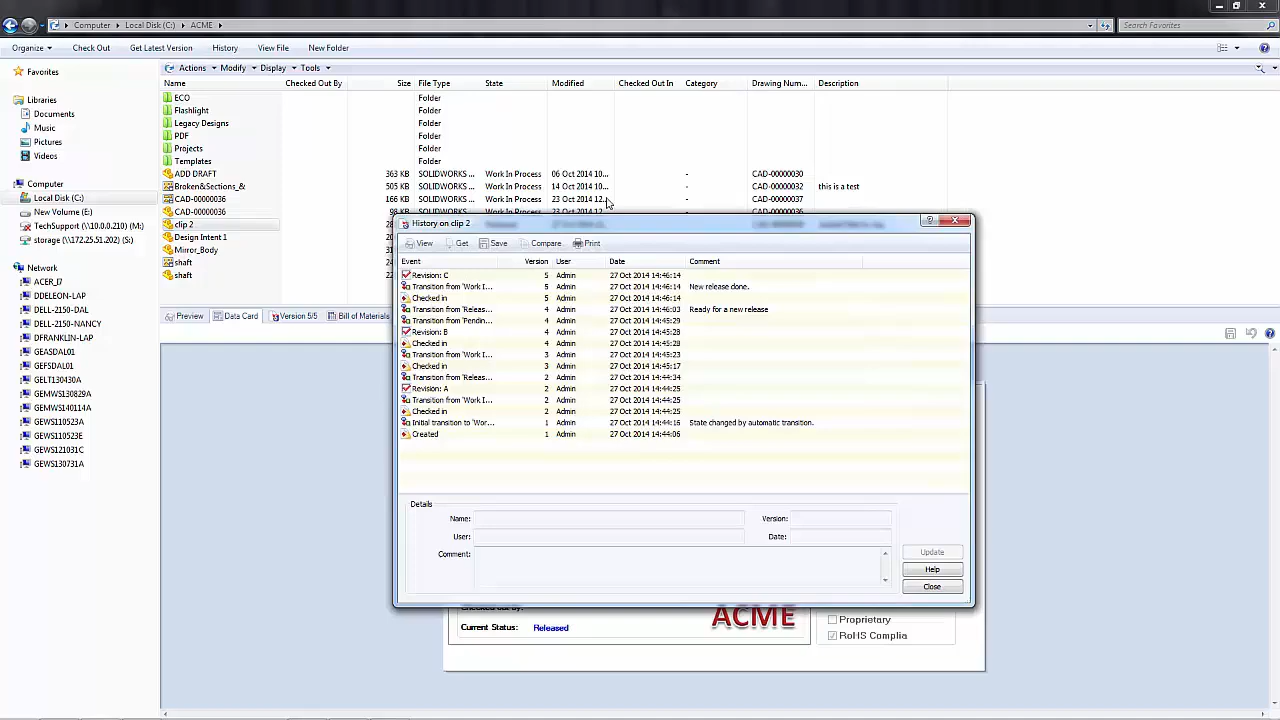 Computer ▸ Local Disk (C:) ▸ ACME ▸
Search Favorites
Organize ▾ Check Out Get Latest Version History View File New Folder
Actions ▾ Modify ▾ Display ▾ Tools ▾
Name Checked Out By Size File Type State Modified Checked Out In Category Drawing Num... Description
Favorites
Libraries
Documents
Music
Pictures
Videos
Computer
Local Disk (C:)
New Volume (E:)
TechSupport (\\10.0.0.210) (M:)
storage (\\172.25.51.202) (S:)
Network
ACER_I7
DDELEON-LAP
DELL-2150-DAL
DELL-2150-NANCY
DFRANKLIN-LAP
GEASDAL01
GEFSDAL01
GELT130430A
GEMWS130829A
GEMWS140114A
GEWS110523A
GEWS110523E
GEWS121031C
GEWS130731A
ECO Folder
Flashlight Folder
Legacy Designs Folder
PDF Folder
Projects Folder
Templates Folder
ADD DRAFT 363 KB SOLIDWORKS ... Work In Process 06 Oct 2014 10... - CAD-00000030
Broken&Sections_& 505 KB SOLIDWORKS ... Work In Process 14 Oct 2014 10... - CAD-00000032 this is a test
CAD-00000036 166 KB SOLIDWORKS ... Work In Process 23 Oct 2014 12... - CAD-00000037
CAD-00000036 98 KB SOLIDWORKS ... Work In Process 23 Oct 2014 12... - CAD-00000036
clip 2
Design Intent 1
Mirror_Body
shaft
shaft
Preview Data Card Version 5/5 Bill of Materials
History on clip 2
View Get Save Compare Print
Event Version User Date Comment
Revision: C 5 Admin 27 Oct 2014 14:46:14
Transition from 'Work I... 5 Admin 27 Oct 2014 14:46:14 New release done.
Checked in 5 Admin 27 Oct 2014 14:46:14
Transition from 'Releas... 4 Admin 27 Oct 2014 14:46:03 Ready for a new release
Transition from 'Pendin... 4 Admin 27 Oct 2014 14:45:29
Revision: B 4 Admin 27 Oct 2014 14:45:28
Checked in 4 Admin 27 Oct 2014 14:45:28
Transition from 'Work I... 3 Admin 27 Oct 2014 14:45:23
Checked in 3 Admin 27 Oct 2014 14:45:17
Transition from 'Releas... 2 Admin 27 Oct 2014 14:44:34
Revision: A 2 Admin 27 Oct 2014 14:44:25
Transition from 'Work I... 2 Admin 27 Oct 2014 14:44:25
Checked in 2 Admin 27 Oct 2014 14:44:25
Initial transition to 'Wor... 1 Admin 27 Oct 2014 14:44:16 State changed by automatic transition.
Created 1 Admin 27 Oct 2014 14:44:06
Details
Name: Version:
User: Date:
Comment:
Update
Help
Close
Current Status: Released
ACME
Proprietary
RoHS Complia